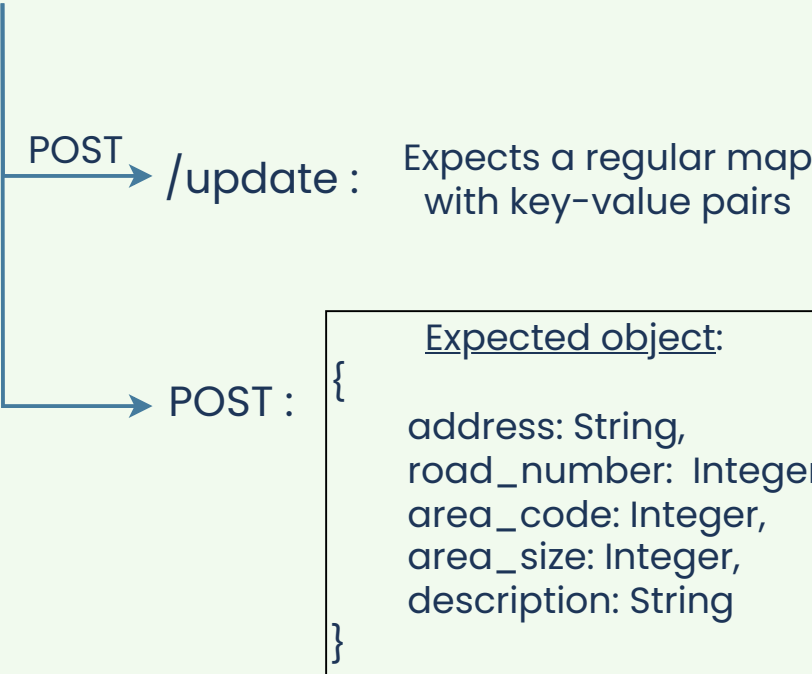 POST
/update :
Expects a regular map
with key-value pairs
POST :
Expected object:
{
address: String,
road_number: Integer
area_code: Integer,
area_size: Integer,
description: String
}